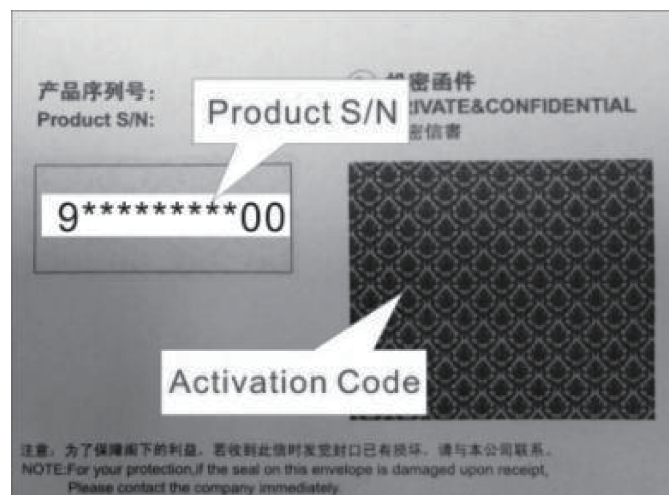 产品序列号:
Product S/N:
Product S/N
密函件
PRIVATE&CONFIDENTIAL
密信書
9*********00
Activation Code
注意: 为了保障阁下的利益, 若收到此信时发觉封口已有损坏, 请与本公司联系。
NOTE:For your protection,if the seal on this envelope is damaged upon receipt,
Please contact the company immediately.